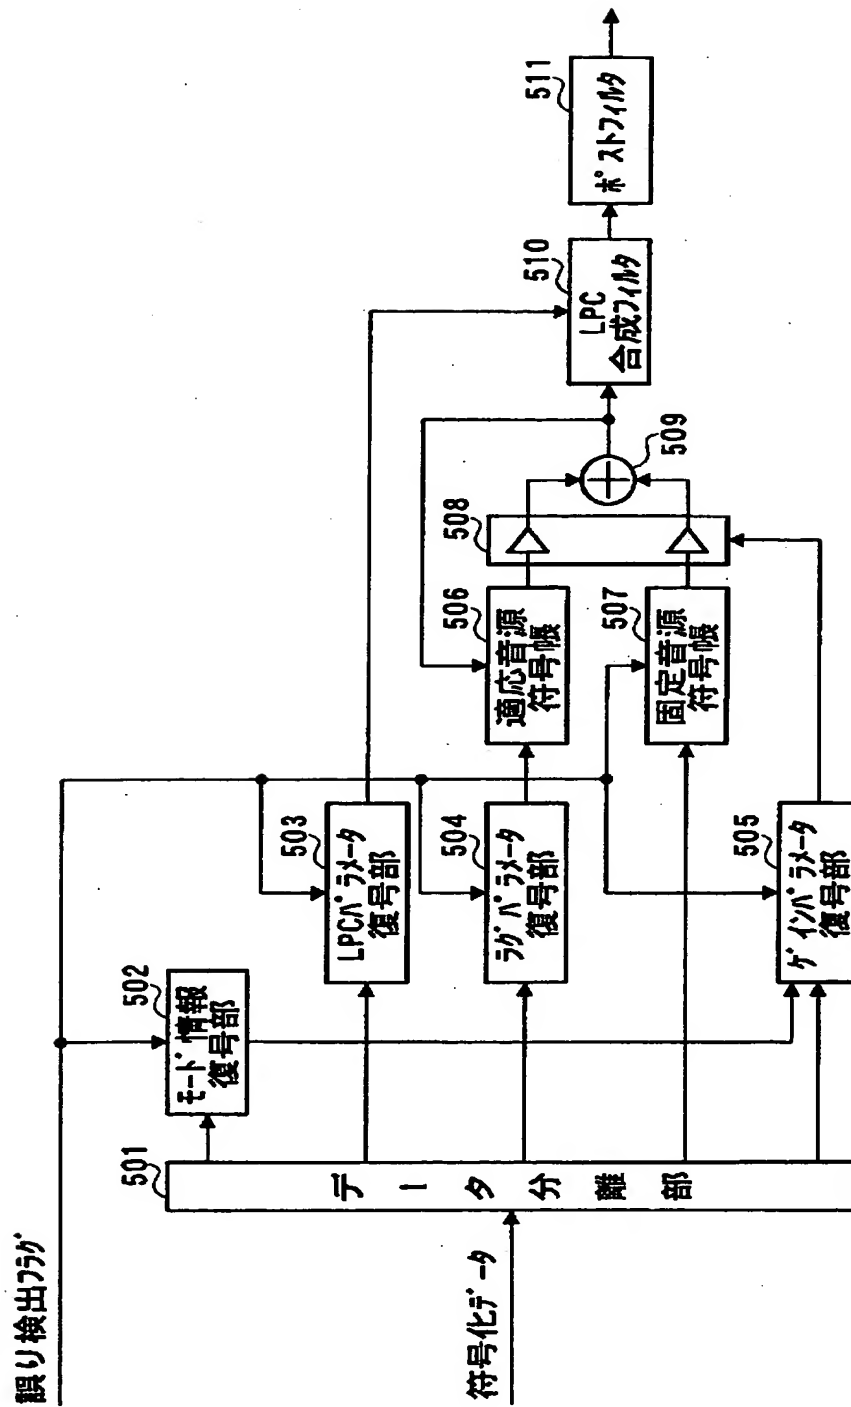 誤り検出フラグ
符号化データ
501
データ分離部
502
モード情報
復号部
503
LPCパラメータ
復号部
504
ラグパラメータ
復号部
505
ゲインパラメータ
復号部
506
適応音源
符号帳
507
固定音源
符号帳
508
509
510
LPC
合成フィルタ
511
ポストフィルタ